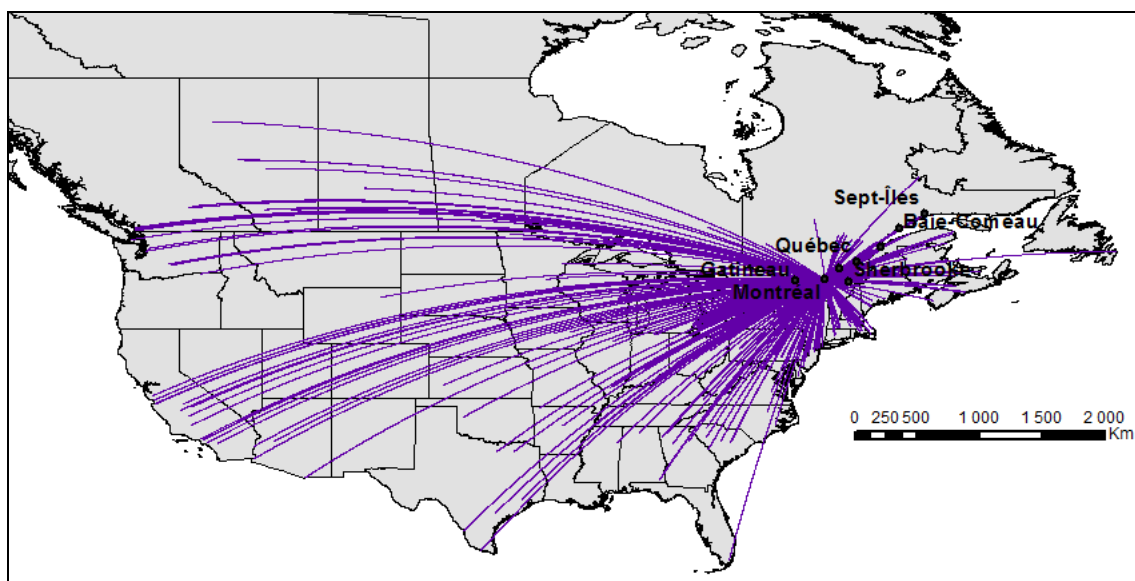 Sept-Îles
Baie-Comeau
Québec
Gatineau
Sherbrooke
Montréal
0 250 500 1 000 1 500 2 000
Km